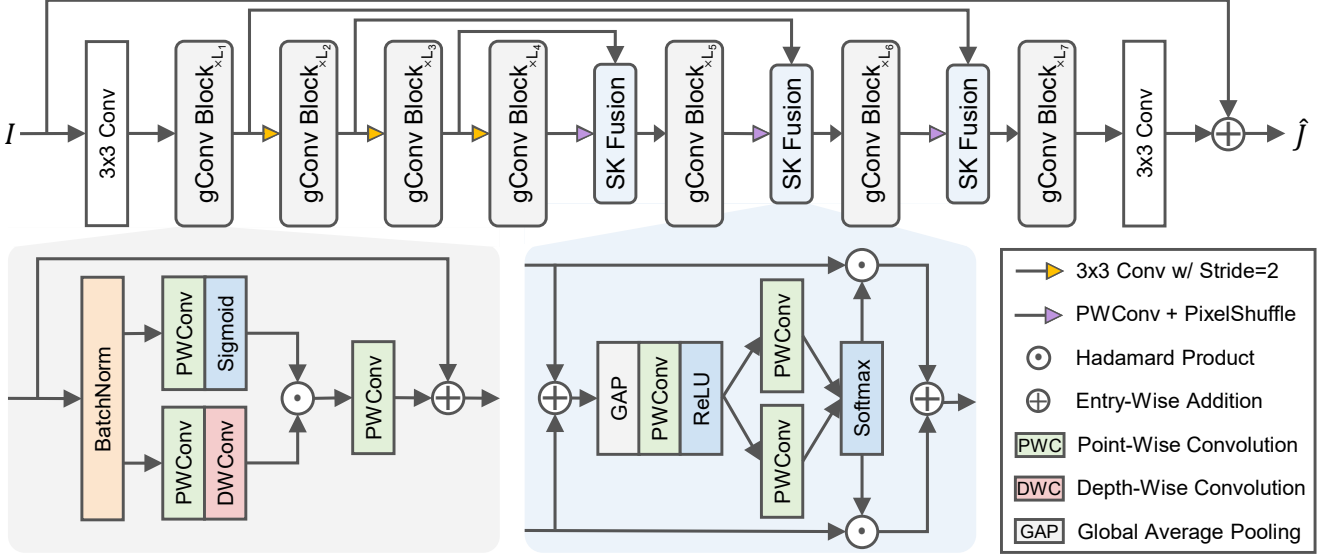 I
3x3 Conv
gConv Block ×L1
gConv Block ×L2
gConv Block ×L3
gConv Block ×L4
SK Fusion
gConv Block ×L5
SK Fusion
gConv Block ×L6
SK Fusion
gConv Block ×L7
3x3 Conv
Ĵ
BatchNorm
PWConv
Sigmoid
PWConv
DWConv
PWConv
GAP
PWConv
ReLU
PWConv
PWConv
Softmax
3x3 Conv w/ Stride=2
PWConv + PixelShuffle
Hadamard Product
Entry-Wise Addition
PWC Point-Wise Convolution
DWC Depth-Wise Convolution
GAP Global Average Pooling